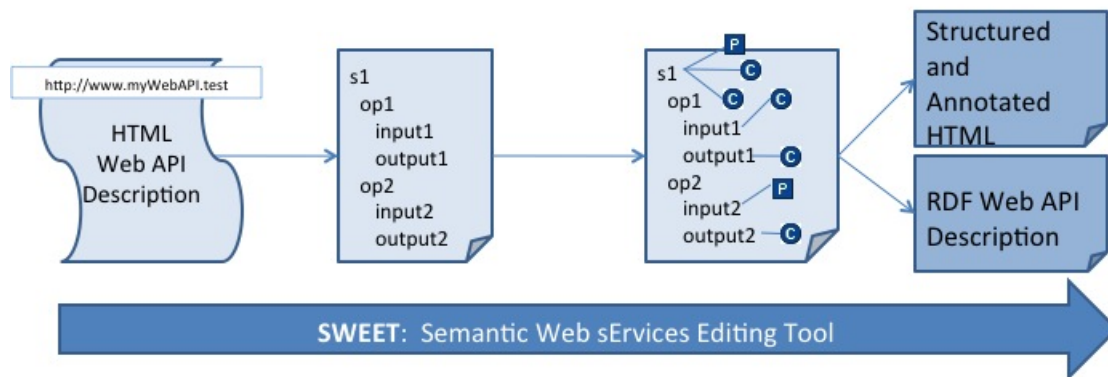 http://www.myWebAPI.test
HTML
Web API
Description
s1
op1
input1
output1
op2
input2
output2
P
s1
C
op1
C
C
input1
output1
C
op2
P
input2
output2
C
Structured
and
Annotated
HTML
RDF Web API
Description
SWEET: Semantic Web sErvices Editing Tool